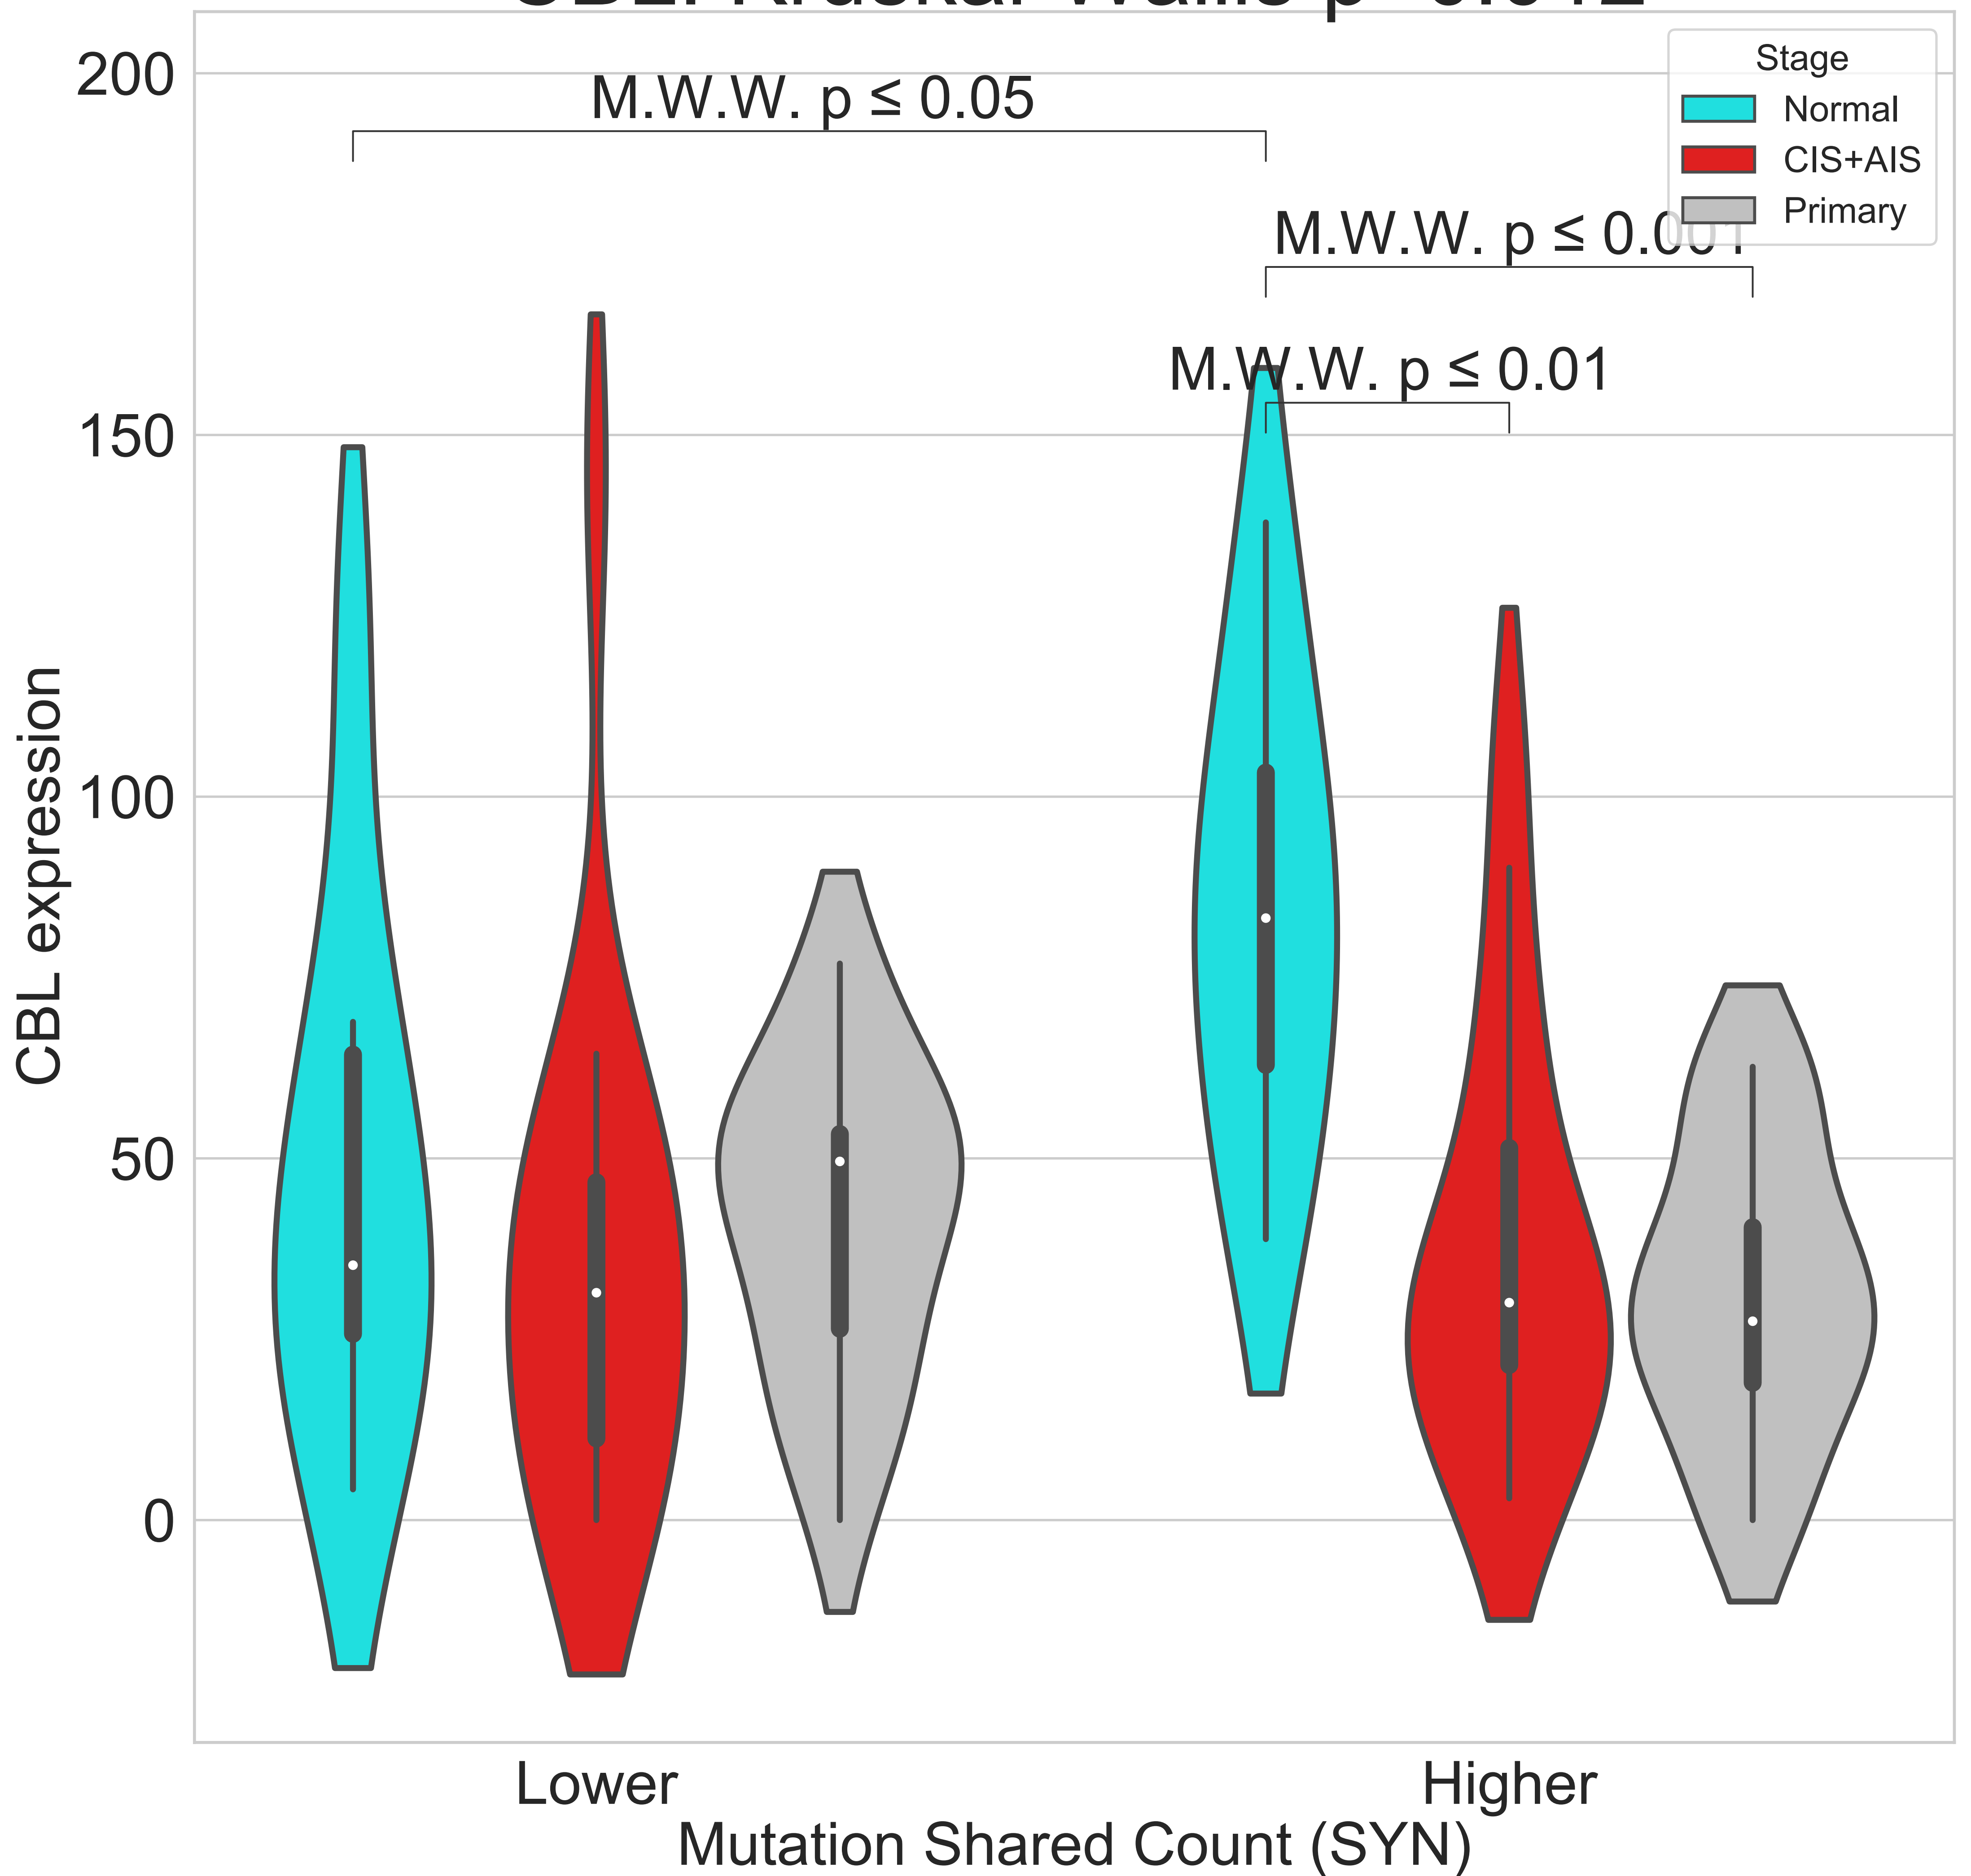 200
M.W.W. p ≤ 0.05
Stage
Normal
CIS+AIS
Primary
M.W.W. p ≤ 0.001
M.W.W. p ≤ 0.01
150
100
50
0
CBL expression
Lower
Higher
Mutation Shared Count (SYN)